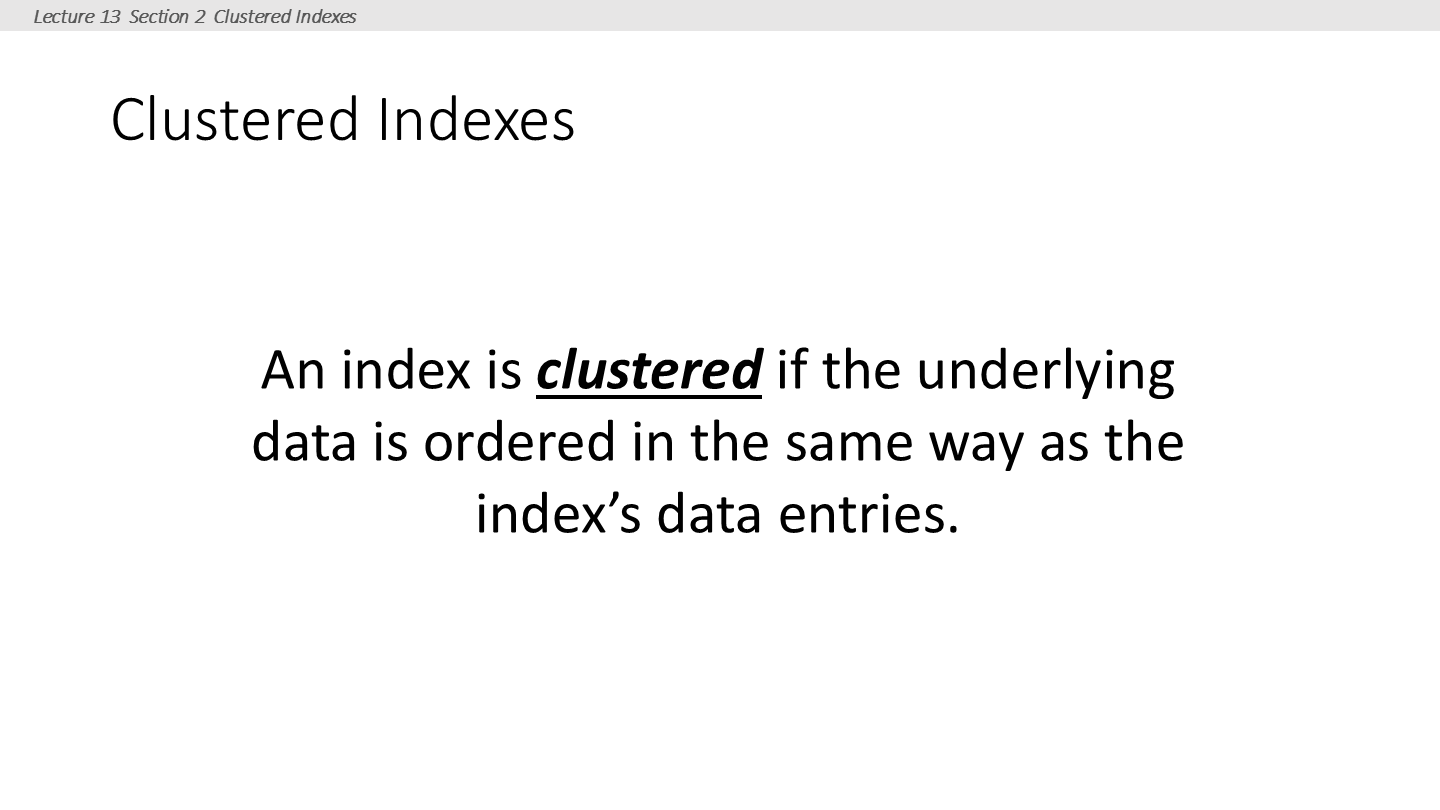 Lecture 13 Section 2 Clustered Indexes
Clustered Indexes
An index is clustered if the underlying
data is ordered in the same way as the
index’s data entries.